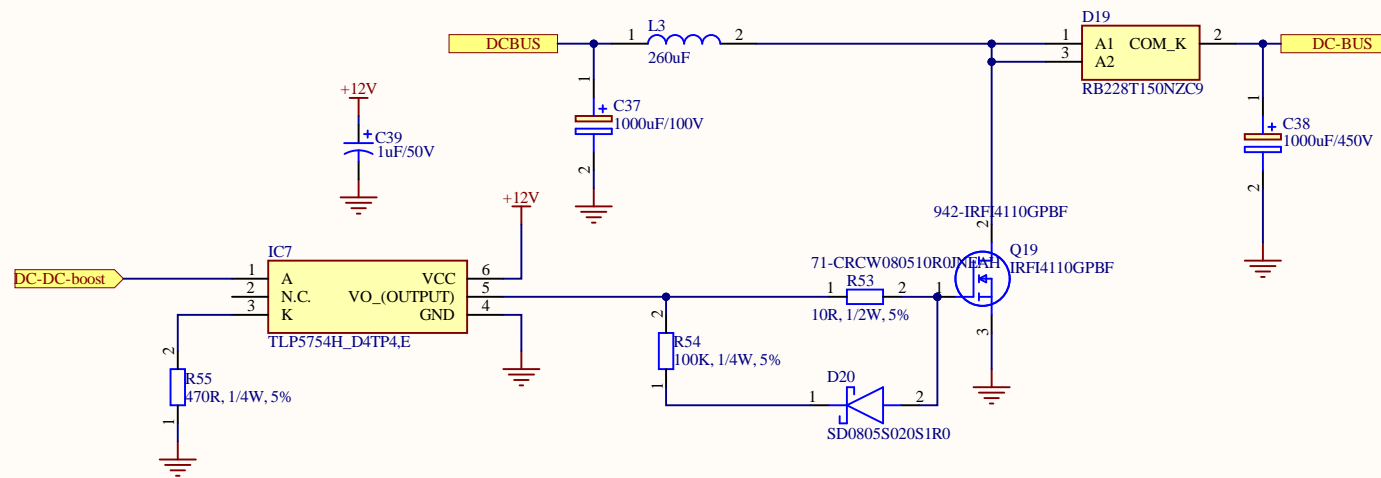 D19
L3
DCBUS
1
2
1
A1
COM_K
2
DC-BUS
3
A2
260uF
RB228T150NZC9
1
+12V
C37
1000uF/100V
1
C39
1uF/50V
C38
1000uF/450V
2
2
+12V
942-IRFI4110GPBF
2
IC7
Q19
71-CRCW080510R0JNEAH
IRFI4110GPBF
DC-DC-boost
1
A
VCC
6
R53
2
N.C.
VO_(OUTPUT)
5
1
2
1
3
K
GND
4
10R, 1/2W, 5%
2
3
TLP5754H_D4TP4,E
R54
100K, 1/4W, 5%
2
R55
470R, 1/4W, 5%
1
D20
1
2
1
SD0805S020S1R0